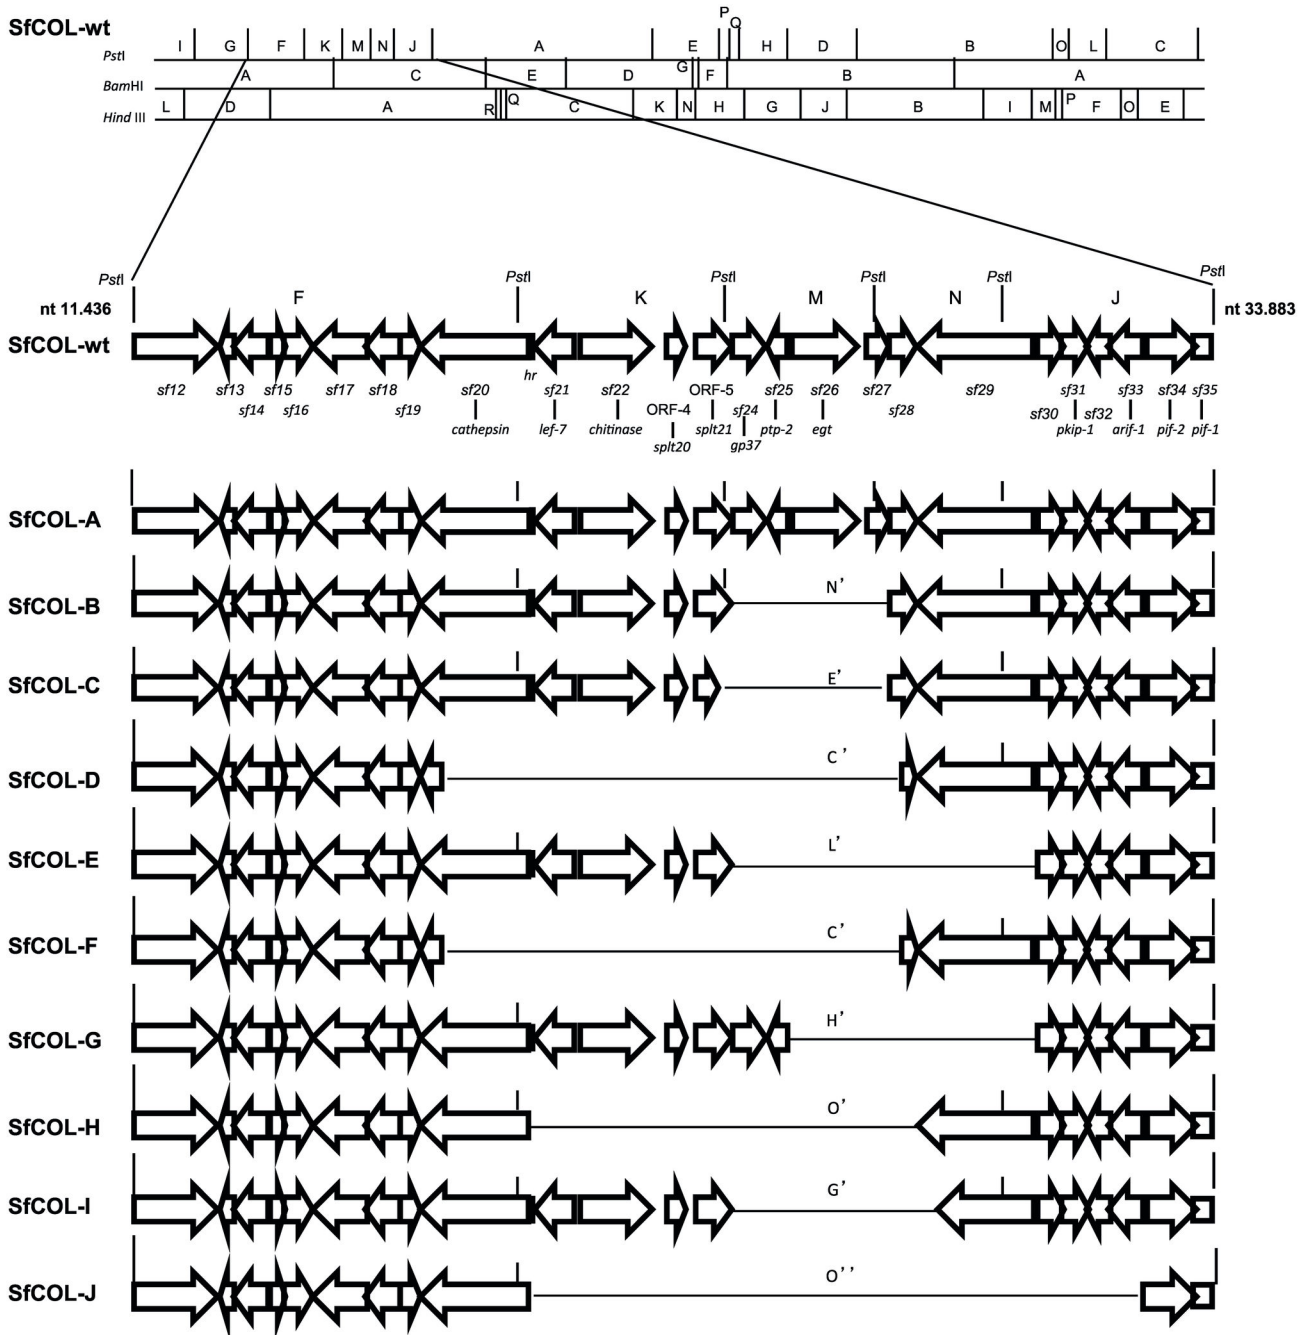 SfCOL-wt
P
Q
PstI I G F K M N J A E H D B O L C
BamHI A C E D G F B A
Hind III L D A R Q C K N H G J B I M P F O E
PstI PstI PstI PstI PstI PstI
nt 11.436 F K M N J nt 33.883
SfCOL-wt
hr
sf12 sf13 sf15 sf17 sf18 sf20 sf21 sf22 ORF-5 sf25 sf26 sf27 sf29 sf31 sf33 sf34 sf35
sf14 sf16 sf19 ORF-4 sf24 sf28 sf30 sf32
cathepsin lef-7 chitinase splt21 ptp-2 egt pkip-1 arif-1 pif-2 pif-1
splt20 gp37
SfCOL-A
SfCOL-B N’
SfCOL-C E’
SfCOL-D C ’
SfCOL-E L’
SfCOL-F C’
SfCOL-G H’
SfCOL-H O’
SfCOL-I G’
SfCOL-J O’’